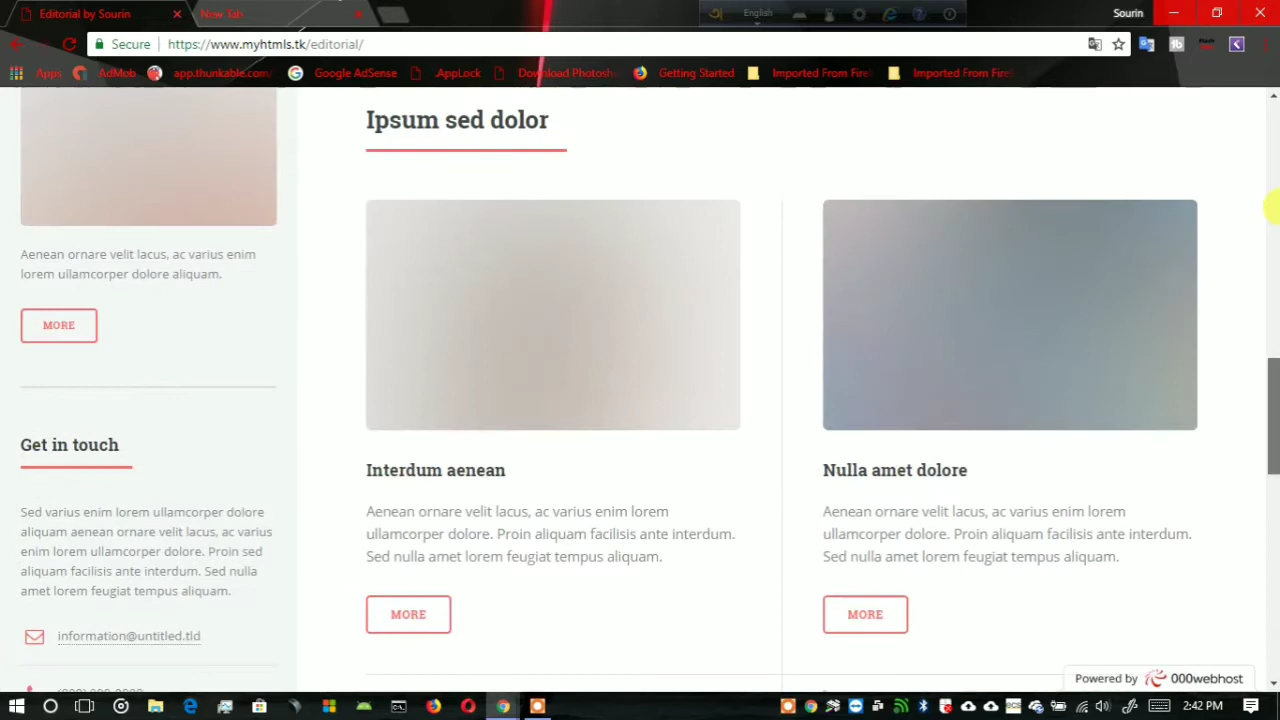 Editorial by Sourin
New Tab
English
Sourin
Secure
https://www.myhtmls.tk/editorial/
Apps
AdMob
app.thunkable.com/
Google AdSense
.AppLock
Download Photosh
Getting Started
Imported From Firef
Imported From Firef
Ipsum sed dolor
Aenean ornare velit lacus, ac varius enim
lorem ullamcorper dolore aliquam.
MORE
Get in touch
Sed varius enim lorem ullamcorper dolore
aliquam aenean ornare velit lacus, ac varius
enim lorem ullamcorper dolore. Proin sed
aliquam facilisis ante interdum. Sed nulla
amet lorem feugiat tempus aliquam.
information@untitled.tld
Interdum aenean
Aenean ornare velit lacus, ac varius enim lorem
ullamcorper dolore. Proin aliquam facilisis ante interdum.
Sed nulla amet lorem feugiat tempus aliquam.
MORE
Nulla amet dolore
Aenean ornare velit lacus, ac varius enim lorem
ullamcorper dolore. Proin aliquam facilisis ante interdum.
Sed nulla amet lorem feugiat tempus aliquam.
MORE
Powered by 000webhost
2:42 PM